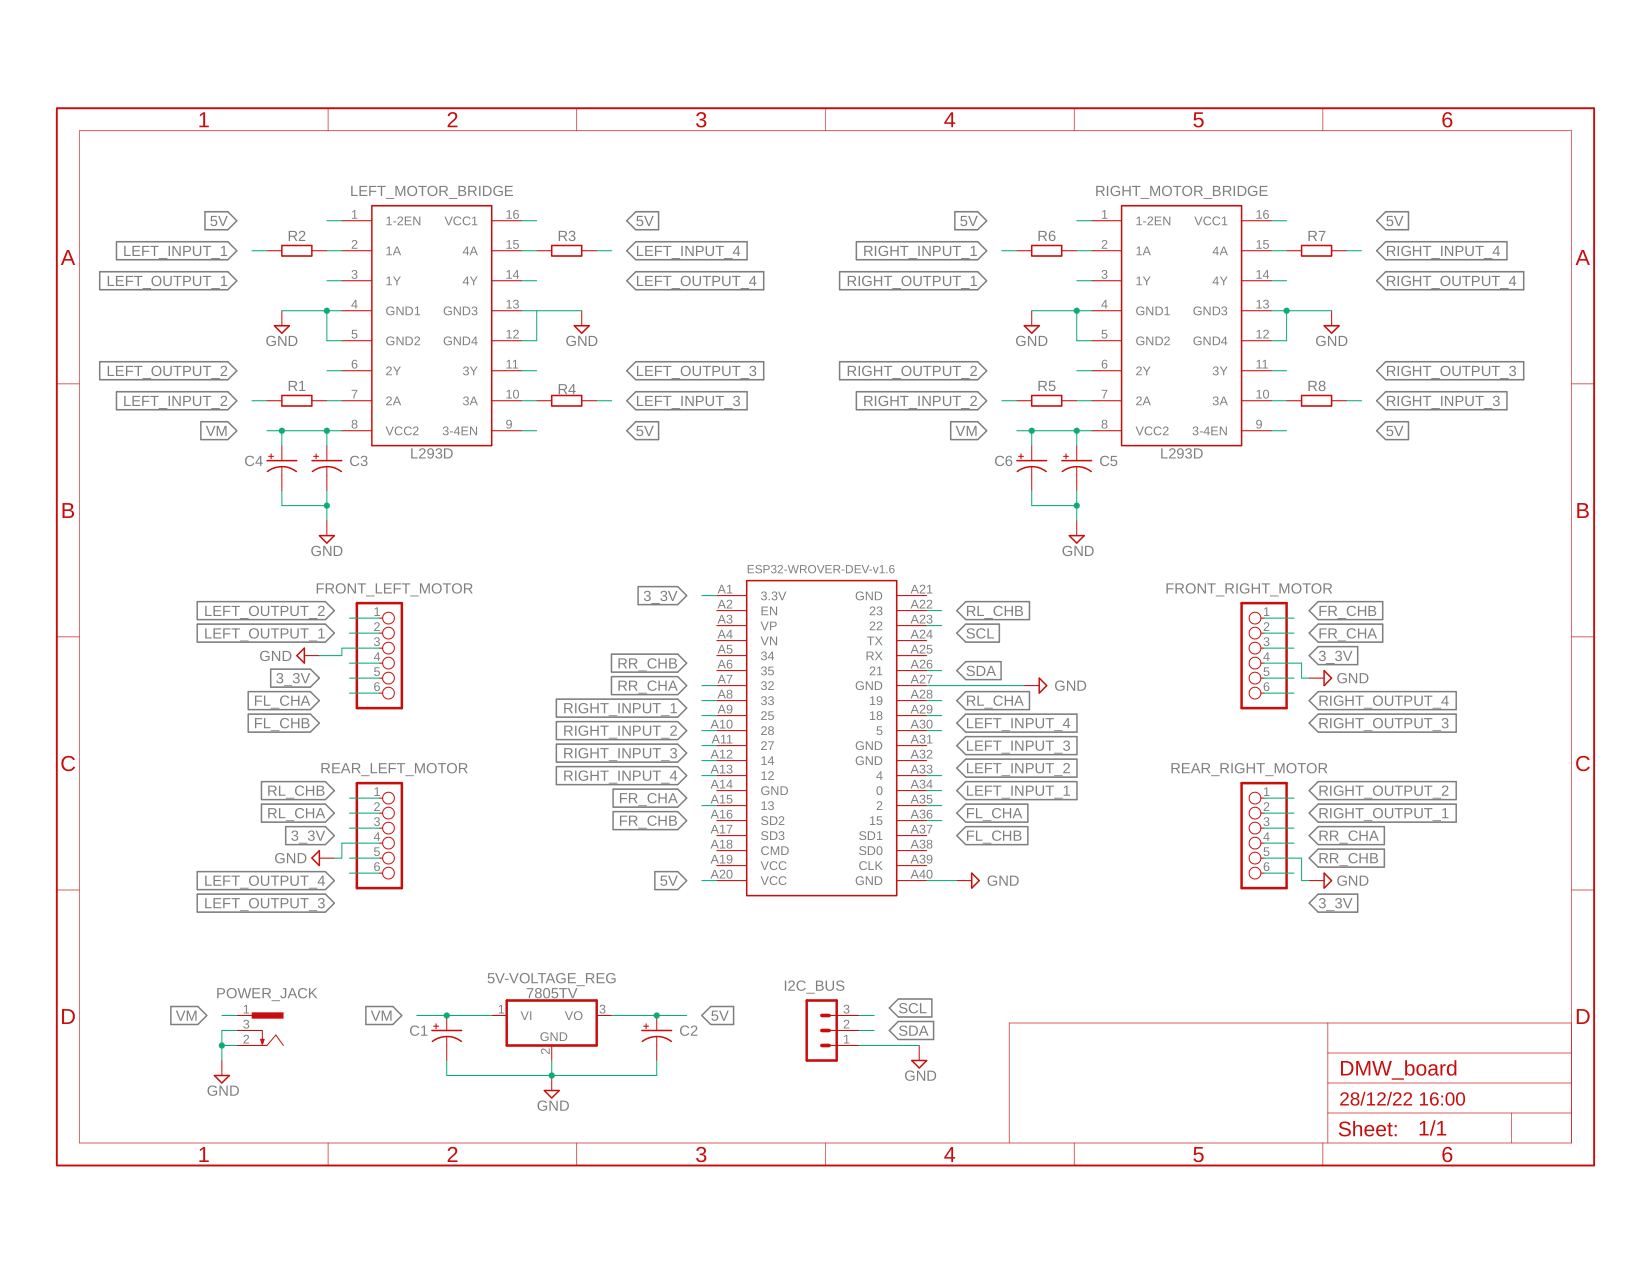 1 2 3 4 5 6
A A
B B
C C
D D
1 2 3 4 5 6
LEFT_MOTOR_BRIDGE
5V 1 1-2EN VCC1 16 5V
LEFT_INPUT_1 R2 2 1A 4A 15 R3 LEFT_INPUT_4
LEFT_OUTPUT_1 3 1Y 4Y 14 LEFT_OUTPUT_4
4 GND1 GND3 13
GND 5 GND2 GND4 12 GND
LEFT_OUTPUT_2 6 2Y 3Y 11 LEFT_OUTPUT_3
LEFT_INPUT_2 R1 7 2A 3A 10 R4 LEFT_INPUT_3
VM 8 VCC2 3-4EN 9 5V
L293D
C4 + + C3
GND
RIGHT_MOTOR_BRIDGE
5V 1 1-2EN VCC1 16 5V
RIGHT_INPUT_1 R6 2 1A 4A 15 R7 RIGHT_INPUT_4
RIGHT_OUTPUT_1 3 1Y 4Y 14 RIGHT_OUTPUT_4
4 GND1 GND3 13
GND 5 GND2 GND4 12 GND
RIGHT_OUTPUT_2 6 2Y 3Y 11 RIGHT_OUTPUT_3
RIGHT_INPUT_2 R5 7 2A 3A 10 R8 RIGHT_INPUT_3
VM 8 VCC2 3-4EN 9 5V
L293D
C6 + + C5
GND
FRONT_LEFT_MOTOR
LEFT_OUTPUT_2 1
LEFT_OUTPUT_1 2
GND 3
3_3V 4
FL_CHA 5
FL_CHB 6
REAR_LEFT_MOTOR
RL_CHB 1
RL_CHA 2
3_3V 3
GND 4
LEFT_OUTPUT_4 5
LEFT_OUTPUT_3 6
ESP32-WROVER-DEV-v1.6
3_3V A1 3.3V GND A21
A2 EN 23 A22 RL_CHB
A3 VP 22 A23 SCL
A4 VN TX A24
A5 34 RX A25
RR_CHB A6 35 21 A26 SDA
RR_CHA A7 32 GND A27 GND
RIGHT_INPUT_1 A8 33 19 A28 RL_CHA
A9 25 18 A29 LEFT_INPUT_4
RIGHT_INPUT_2 A10 28 5 A30
RIGHT_INPUT_3 A11 27 GND A31 LEFT_INPUT_3
A12 14 GND A32
RIGHT_INPUT_4 A13 12 4 A33 LEFT_INPUT_2
A14 GND 0 A34 LEFT_INPUT_1
FR_CHA A15 13 2 A35 FL_CHA
FR_CHB A16 SD2 15 A36
A17 SD3 SD1 A37 FL_CHB
A18 CMD SD0 A38
A19 VCC CLK A39
5V A20 VCC GND A40 GND
FRONT_RIGHT_MOTOR
1 FR_CHB
2 FR_CHA
3 3_3V
4 GND
5 RIGHT_OUTPUT_4
6 RIGHT_OUTPUT_3
REAR_RIGHT_MOTOR
1 RIGHT_OUTPUT_2
2 RIGHT_OUTPUT_1
3 RR_CHA
4 RR_CHB
5 GND
6 3_3V
POWER_JACK
VM 1
3
2
GND
5V-VOLTAGE_REG
7805TV
VM 1 VI VO 3 5V
C1 + GND + C2
2
GND
I2C_BUS
3 SCL
2 SDA
1
GND
DMW_board
28/12/22 16:00
Sheet: 1/1